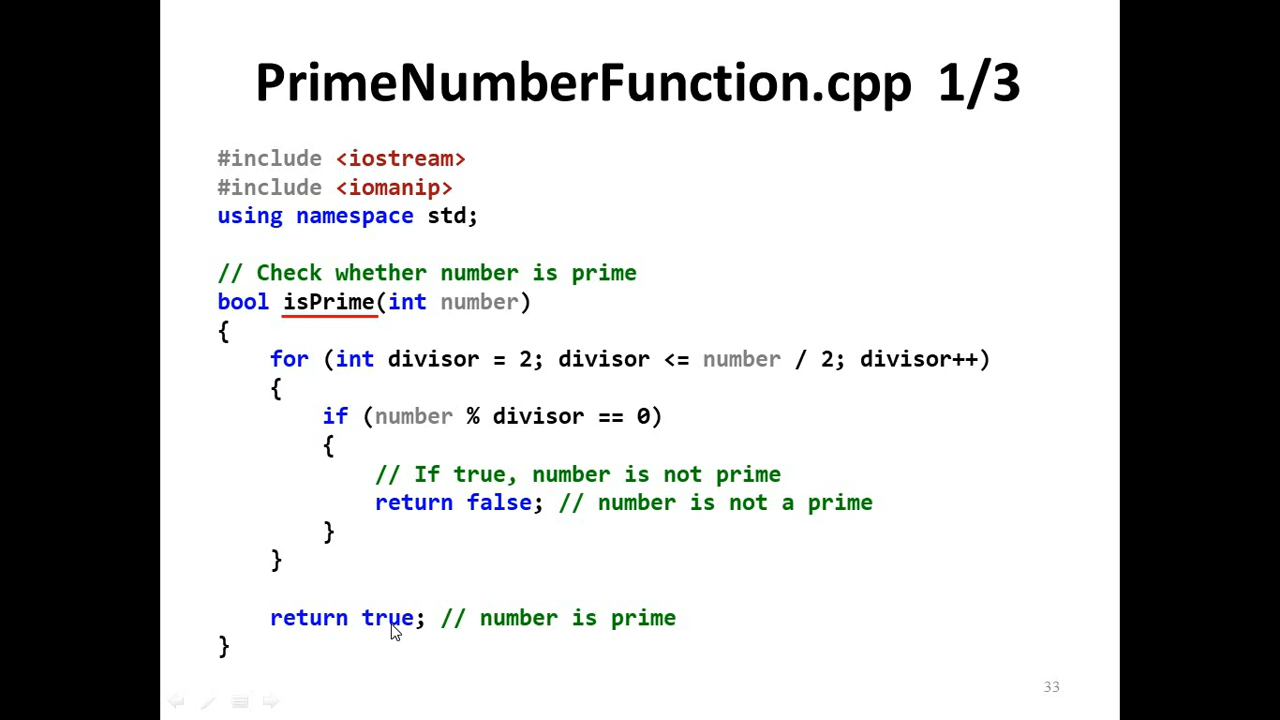 PrimeNumberFunction.cpp 1/3
#include <iostream>
#include <iomanip>
using namespace std;
// Check whether number is prime
bool isPrime(int number)
{
for (int divisor = 2; divisor <= number / 2; divisor++)
{
if (number % divisor == 0)
{
// If true, number is not prime
return false; // number is not a prime
}
}
return true; // number is prime
}
33